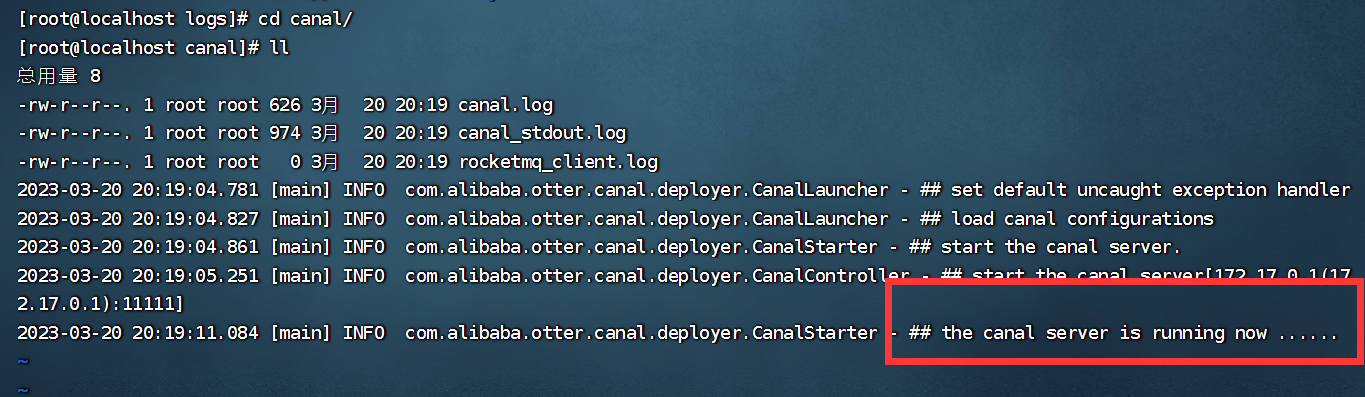 [root@localhost logs]# cd canal/
[root@localhost canal]# ll
总用量 8
-rw-r--r--. 1 root root 626 3月  20 20:19 canal.log
-rw-r--r--. 1 root root 974 3月  20 20:19 canal_stdout.log
-rw-r--r--. 1 root root   0 3月  20 20:19 rocketmq_client.log
2023-03-20 20:19:04.781 [main] INFO  com.alibaba.otter.canal.deployer.CanalLauncher - ## set default uncaught exception handler
2023-03-20 20:19:04.827 [main] INFO  com.alibaba.otter.canal.deployer.CanalLauncher - ## load canal configurations
2023-03-20 20:19:04.861 [main] INFO  com.alibaba.otter.canal.deployer.CanalStarter - ## start the canal server.
2023-03-20 20:19:05.251 [main] INFO  com.alibaba.otter.canal.deployer.CanalController - ## start the canal server[172.17.0.1(17
2.17.0.1):11111]
2023-03-20 20:19:11.084 [main] INFO  com.alibaba.otter.canal.deployer.CanalStarter - ## the canal server is running now ......
~
~